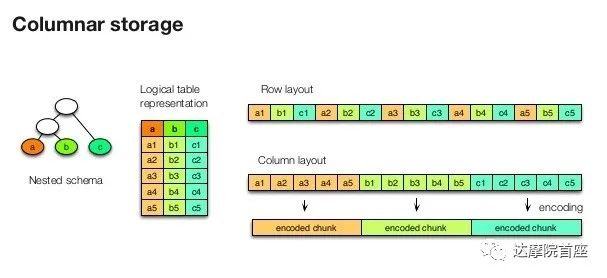 Columnar storage
a b c
Nested schema
Logical table
representation
a b c
a1 b1 c1
a2 b2 c2
a3 b3 c3
a4 b4 c4
a5 b5 c5
Row layout
a1 b1 c1 a2 b2 c2 a3 b3 c3 a4 b4 c4 a5 b5 c5
Column layout
a1 a2 a3 a4 a5 b1 b2 b3 b4 b5 c1 c2 c3 c4 c5
encoding
encoded chunk encoded chunk encoded chunk
达摩院首座